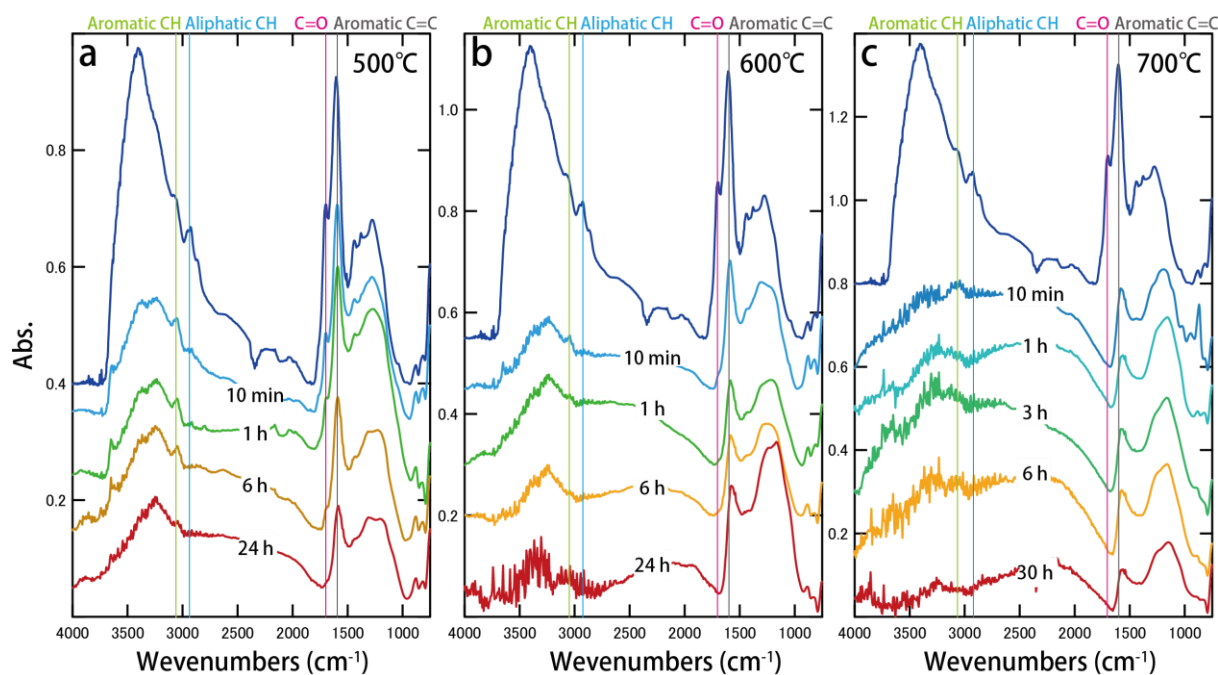 Aromatic CH Aliphatic CH C=O Aromatic C=C Aromatic CH Aliphatic CH C=O Aromatic C=C Aromatic CH Aliphatic CH C=O Aromatic C=C
a 500℃ b 600℃ c 700℃
Abs.
0.8
0.6
0.4
0.2
10 min
1 h
6 h
24 h
1.0
0.8
0.6
0.4
0.2
10 min
1 h
6 h
24 h
1.2
1.0
0.8
0.6
0.4
0.2
10 min
1 h
3 h
6 h
30 h
4000 3500 3000 2500 2000 1500 1000 4000 3500 3000 2500 2000 1500 1000 4000 3500 3000 2500 2000 1500 1000
Wevenumbers (cm-1) Wevenumbers (cm-1) Wevenumbers (cm-1)